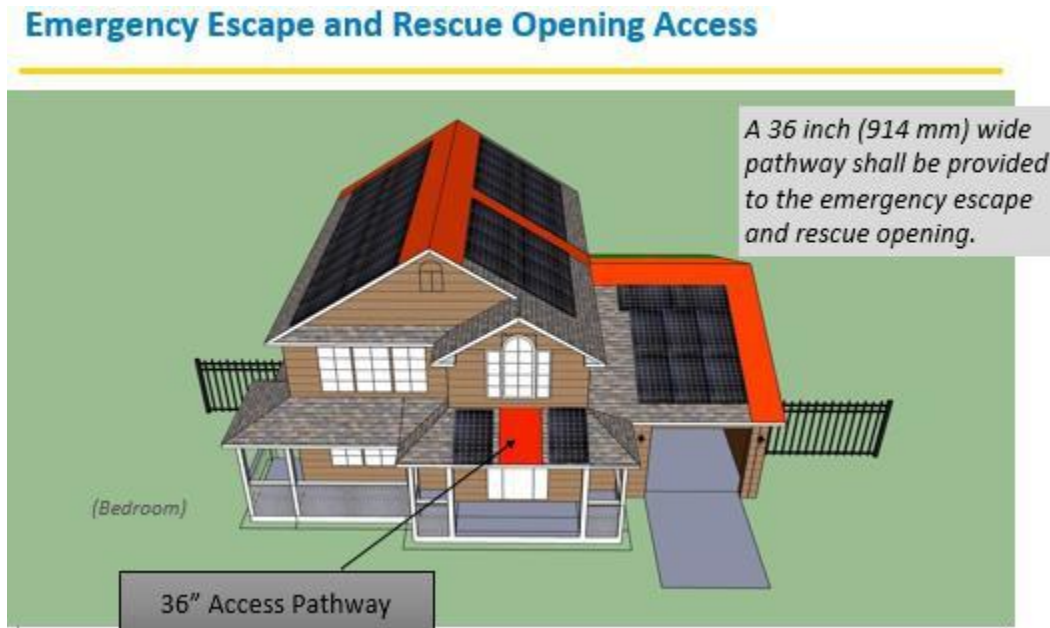 Emergency Escape and Rescue Opening Access
A 36 inch (914 mm) wide
pathway shall be provided
to the emergency escape
and rescue opening.
(Bedroom)
36” Access Pathway